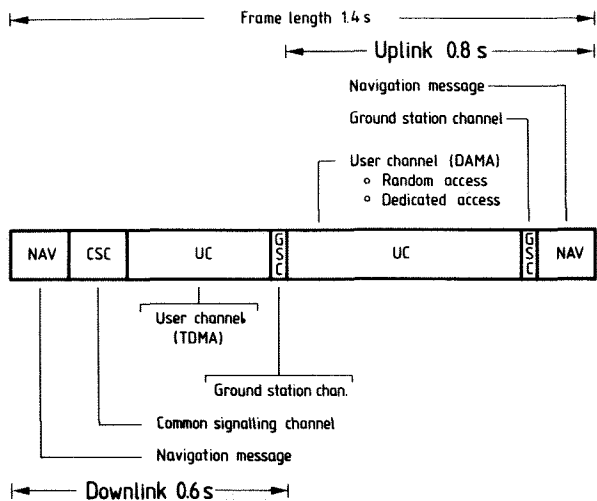 Frame length 1.4 s
Uplink 0.8 s
Navigation message
Ground station channel
User channel (DAMA)
o Random access
o Dedicated access
NAV CSC UC GSC UC GSC NAV
User channel
(TDMA)
Ground station chan.
Common signalling channel
Navigation message
Downlink 0.6 s